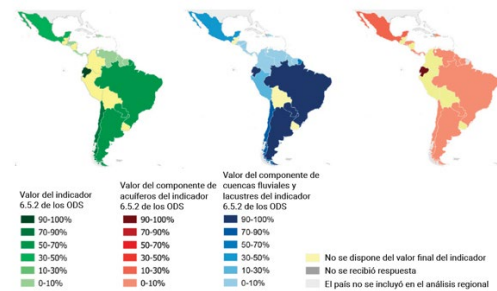 Valor del indicador
6.5.2 de los ODS
90-100%
70-90%
50-70%
30-50%
10-30%
0-10%
Valor del componente de
acuíferos del indicador
6.5.2 de los ODS
90-100%
70-90%
50-70%
30-50%
10-30%
0-10%
Valor del componente de
cuencas fluviales y
lacustres del indicador
6.5.2 de los ODS
90-100%
70-90%
50-70%
30-50%
10-30%
0-10%
No se dispone del valor final del indicador
No se recibió respuesta
El país no se incluyó en el análisis regional